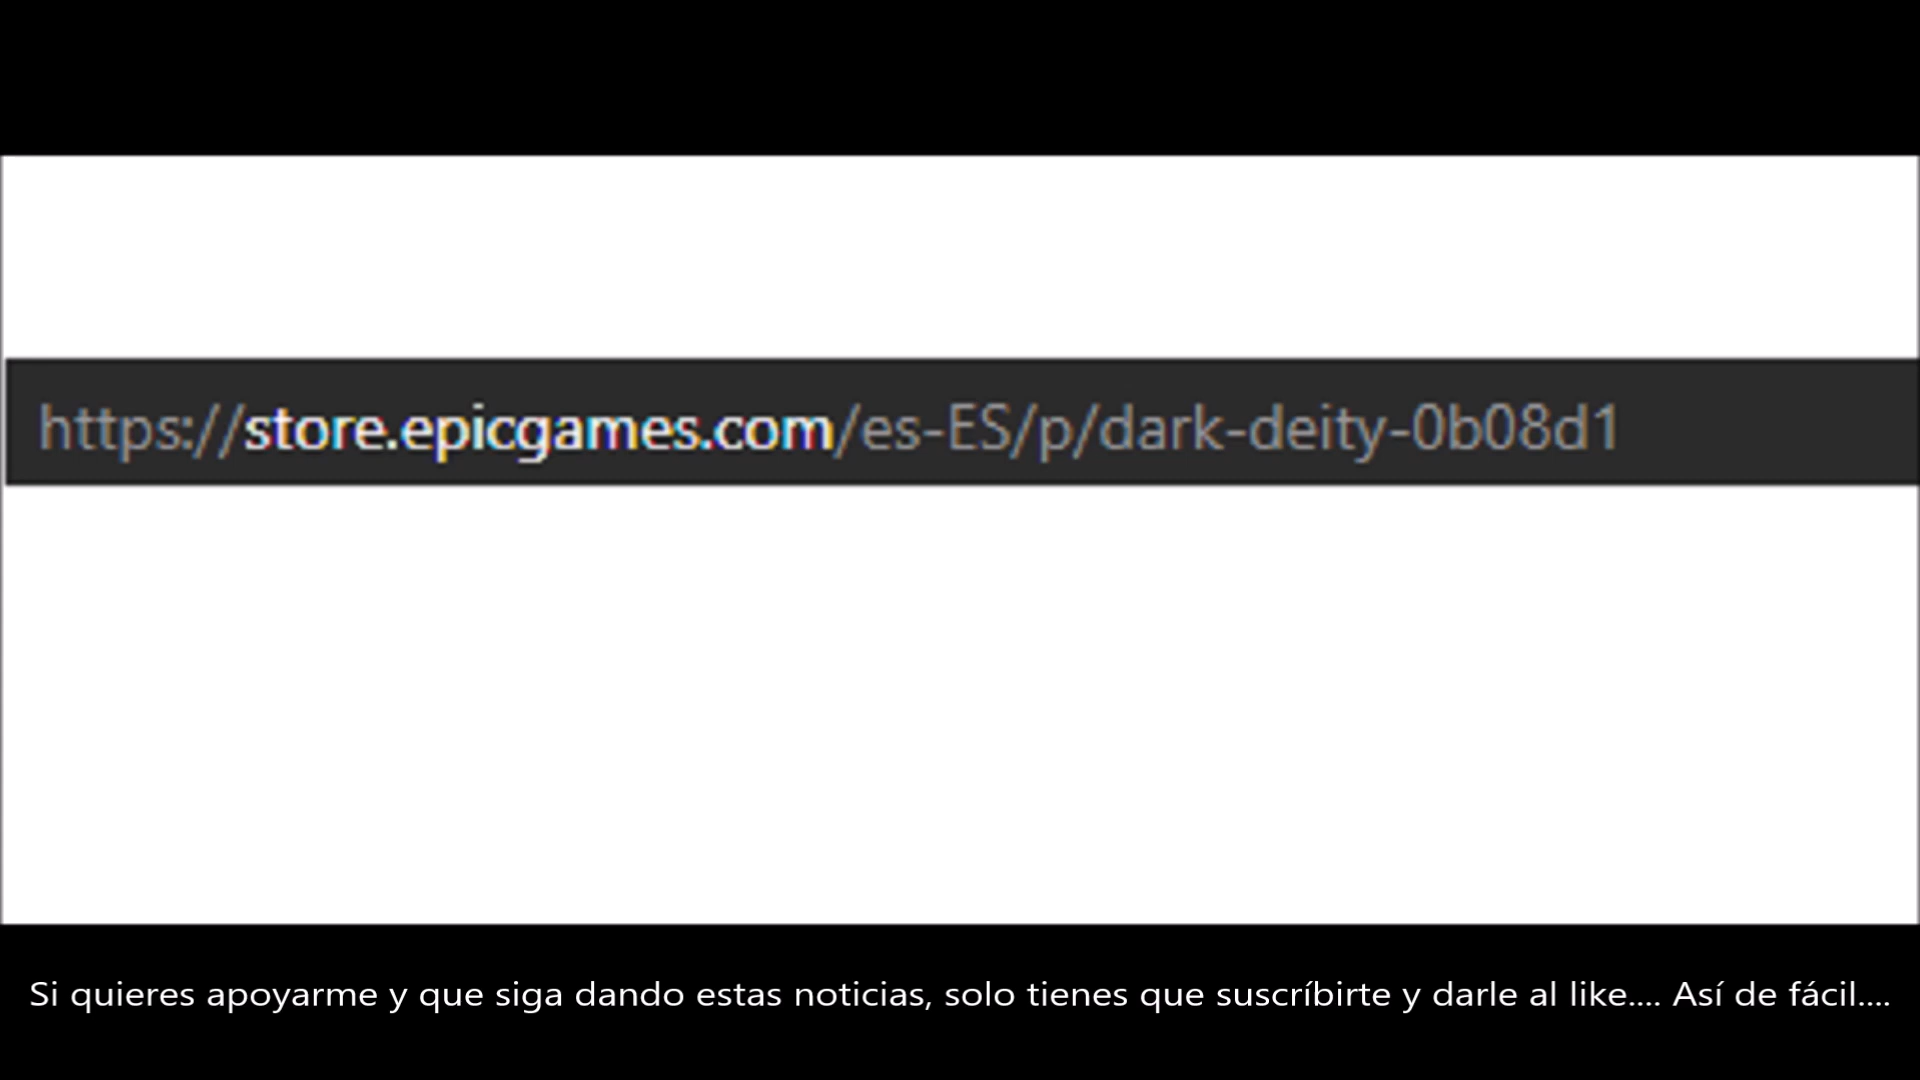 https://store.epicgames.com/es-ES/p/dark-deity-0b08d1
Si quieres apoyarme y que siga dando estas noticias, solo tienes que suscríbirte y darle al like.... Así de fácil....